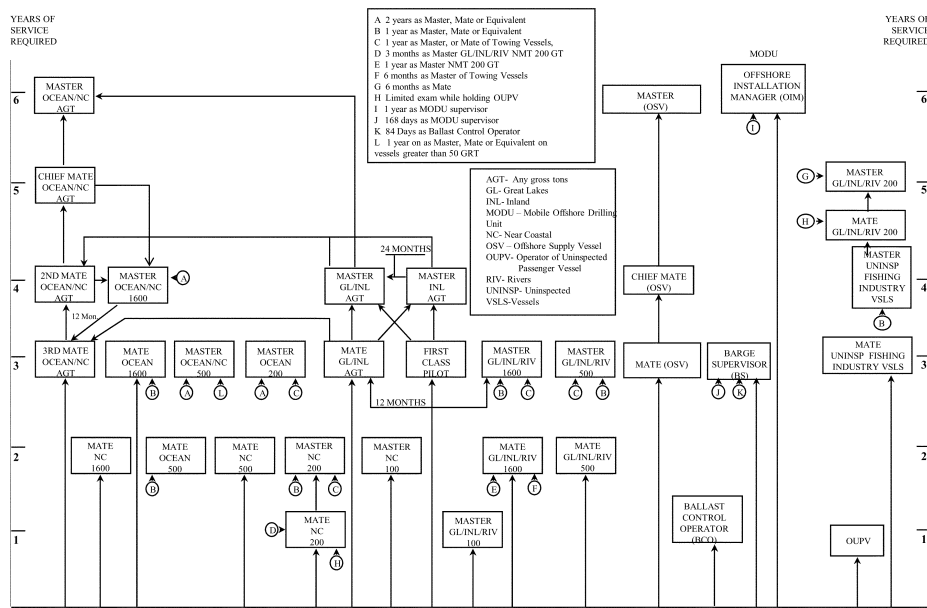 YEARS OF
SERVICE
REQUIRED
A 2 years as Master, Mate or Equivalent
B 1 year as Master, Mate or Equivalent
C 1 year as Master, or Mate of Towing Vessels,
D 3 months as Master GL/INL/RIV NMT 200 GT
E 1 year as Master NMT 200 GT
F 6 months as Master of Towing Vessels
G 6 months as Mate
H Limited exam while holding OUPV
I 1 year as MODU supervisor
J 168 days as MODU supervisor
K 84 Days as Ballast Control Operator
L 1 year on as Master, Mate or Equivalent on
vessels greater than 50 GRT
YEARS OF
SERVICE
REQUIRED
MODU
6
MASTER
OCEAN/NC
AGT
MASTER
(OSV)
OFFSHORE
INSTALLATION
MANAGER (OIM)
I
6
AGT- Any gross tons
GL- Great Lakes
INL- Inland
MODU – Mobile Offshore Drilling
Unit
NC- Near Coastal
OSV – Offshore Supply Vessel
OUPV- Operator of Uninspected
Passenger Vessel
RIV- Rivers
UNINSP- Uninspected
VSLS-Vessels
5
CHIEF MATE
OCEAN/NC
AGT
G
MASTER
GL/INL/RIV 200
5
H
MATE
GL/INL/RIV 200
24 MONTHS
4
2ND MATE
OCEAN/NC
AGT
MASTER
OCEAN/NC
1600
A
MASTER
GL/INL
AGT
MASTER
INL
AGT
CHIEF MATE
(OSV)
MASTER
UNINSP
FISHING
INDUSTRY
VSLS
B
4
12 Mon.
3
3RD MATE
OCEAN/NC
AGT
MATE
OCEAN
1600
B
MASTER
OCEAN/NC
500
A
L
MASTER
OCEAN
200
A
C
MATE
GL/INL
AGT
FIRST
CLASS
PILOT
MASTER
GL/INL/RIV
1600
B
C
MASTER
GL/INL/RIV
500
C
B
MATE (OSV)
BARGE
SUPERVISOR
(BS)
J
K
MATE
UNINSP FISHING
INDUSTRY VSLS
3
12 MONTHS
2
MATE
NC
1600
MATE
OCEAN
500
B
MATE
NC
500
MASTER
NC
200
B
C
MASTER
NC
100
MATE
GL/INL/RIV
1600
E
F
MATE
GL/INL/RIV
500
2
1
D
MATE
NC
200
H
MASTER
GL/INL/RIV
100
BALLAST
CONTROL
OPERATOR
(BCO)
OUPV
1